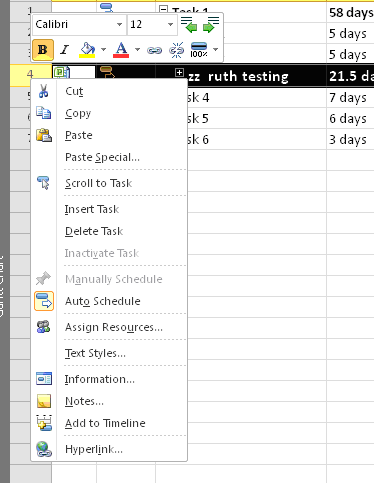 1 Task 1 58 days
Calibri 12
5 days
B I A 100%
5 days
4 zz ruth testing 21.5 da
Cut
5 sk 4 7 days
Copy
sk 5 6 days
Paste
sk 6 3 days
Paste Special...
Scroll to Task
Insert Task
Delete Task
Inactivate Task
Manually Schedule
Auto Schedule
Assign Resources...
Text Styles...
Information...
Notes...
Add to Timeline
Hyperlink...
Gantt Chart